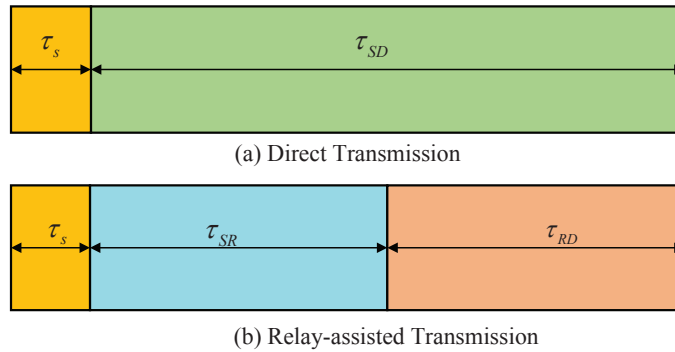 τs τSD
(a) Direct Transmission
τs τSR τRD
(b) Relay-assisted Transmission